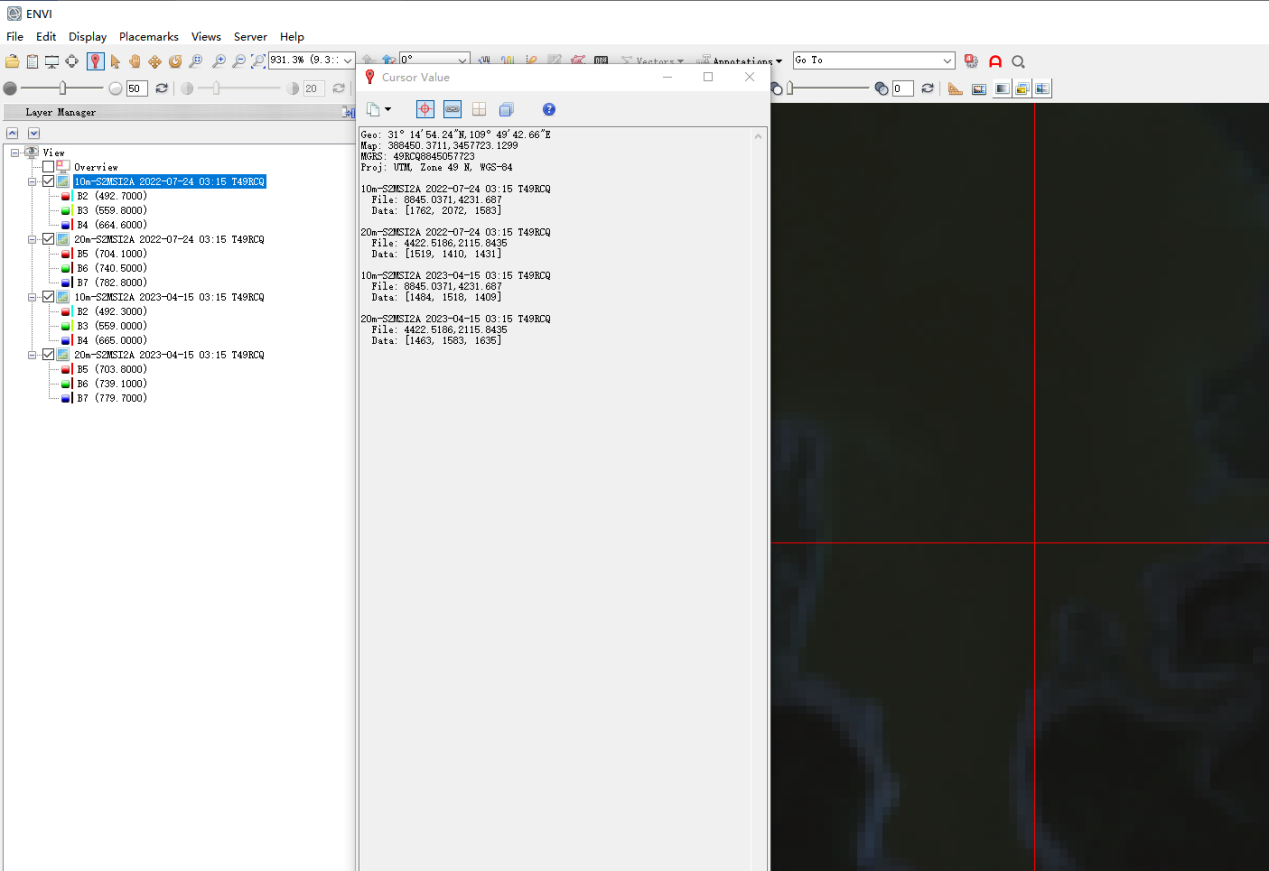 ENVI
File Edit Display Placemarks Views Server Help
931.3% (9.3:: 0° Vectors Annotations Go To
50 20 0
Layer Manager
View
Overview
10m-S2MSI2A 2022-07-24 03:15 T49RCQ
B2 (492.7000)
B3 (559.8000)
B4 (664.6000)
20m-S2MSI2A 2022-07-24 03:15 T49RCQ
B5 (704.1000)
B6 (740.5000)
B7 (782.8000)
10m-S2MSI2A 2023-04-15 03:15 T49RCQ
B2 (492.3000)
B3 (559.0000)
B4 (665.0000)
20m-S2MSI2A 2023-04-15 03:15 T49RCQ
B5 (703.8000)
B6 (739.1000)
B7 (779.7000)
Cursor Value
Geo: 31° 14'54.24"N,109° 49'42.66"E
Map: 388450.3711,3457723.1299
MGRS: 49RCQ8845057723
Proj: UTM, Zone 49 N, WGS-84
10m-S2MSI2A 2022-07-24 03:15 T49RCQ
File: 8845.0371,4231.687
Data: [1762, 2072, 1583]
20m-S2MSI2A 2022-07-24 03:15 T49RCQ
File: 4422.5186,2115.8435
Data: [1519, 1410, 1431]
10m-S2MSI2A 2023-04-15 03:15 T49RCQ
File: 8845.0371,4231.687
Data: [1484, 1518, 1409]
20m-S2MSI2A 2023-04-15 03:15 T49RCQ
File: 4422.5186,2115.8435
Data: [1463, 1583, 1635]